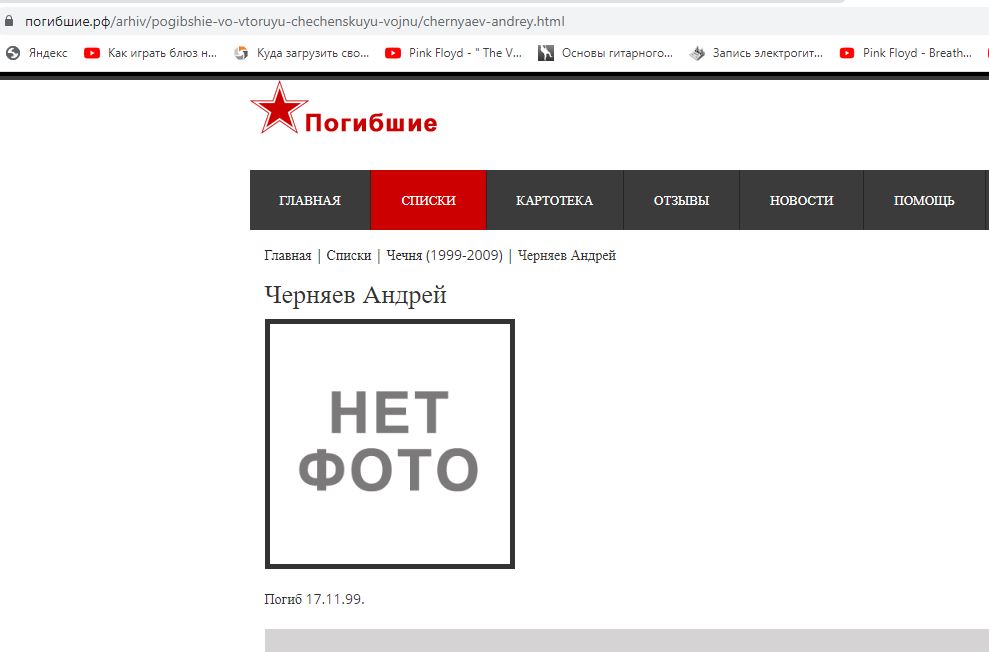 погибшие.рф/arhiv/pogibshie-vo-vtoruyu-chechenskuyu-vojnu/chernyaev-andrey.html
Яндекс Как играть блюз н... Куда загрузить сво... Pink Floyd - " The V... Основы гитарного... Запись электрогит... Pink Floyd - Breath...
Погибшие
ГЛАВНАЯ СПИСКИ КАРТОТЕКА ОТЗЫВЫ НОВОСТИ ПОМОЩЬ
Главная | Списки | Чечня (1999-2009) | Черняев Андрей
Черняев Андрей
НЕТ
ФОТО
Погиб 17.11.99.